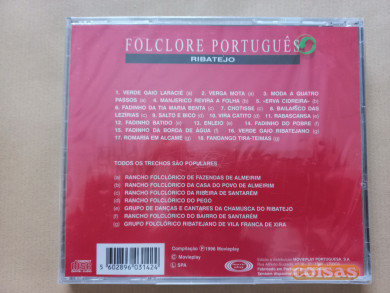 FOLCLORE PORTUGUÊS
RIBATEJO
1. VERDE GAIO LARACIÉ (e) 2. VERGA MOTA (e) 3. MODA A QUATRO
PASSOS (e) 4. MANJERICO REVIRA A FOLHA 5. «ERVA CIDREIRA»
6. FADINHO DA TIA MARIA BENTA 7. CHOTISSE 8. BAILARICO DAS
LEZÍRIAS 9. SALTO E BICO 10. VIRA CATITO 11. RABASCANSA
12. FADINHO BATIDO 13. ENLEIO 14. FADINHO DO POBRE
15. FADINHO DA BORDA DE ÁGUA 16. VERDE GAIO RIBATEJANO
17. ROMARIA EM ALCAMÉ 18. FANDANGO TIRA-TEIMAS
TODOS OS TRECHOS SÃO POPULARES
(a) RANCHO FOLCLÓRICO DE FAZENDAS DE ALMEIRIM
(b) RANCHO FOLCLÓRICO DA CASA DO POVO DE ALMEIRIM
(c) RANCHO FOLCLÓRICO DA RIBEIRA DE SANTARÉM
(d) RANCHO FOLCLÓRICO DO PEGO
(e) GRUPO DE DANÇAS E CANTARES DA CHAMUSCA DO RIBATEJO
(f) RANCHO FOLCLÓRICO DO BAIRRO DE SANTARÉM
(g) GRUPO FOLCLÓRICO RIBATEJANO DE VILA FRANCA DE XIRA
Compilação Ⓟ 1996 Movieplay
© Movieplay
SPA
5 602896 031424
coisas